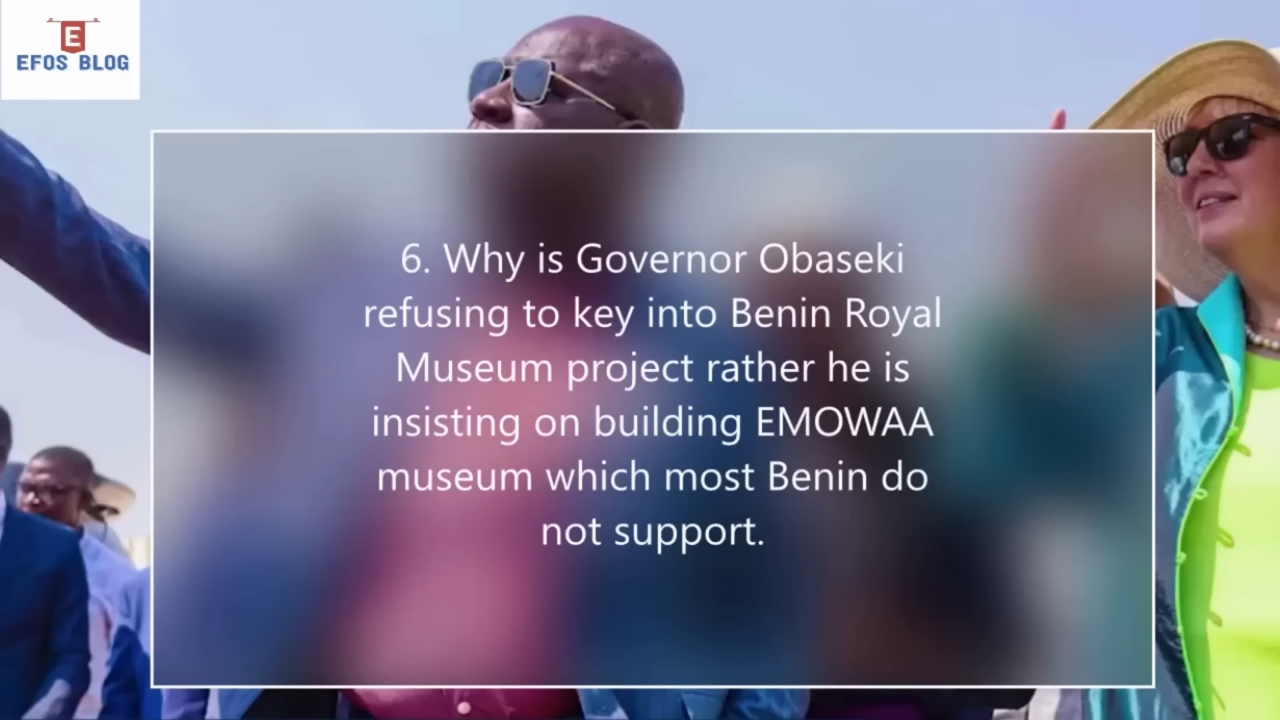 E
EFOS BLOG
6. Why is Governor Obaseki
refusing to key into Benin Royal
Museum project rather he is
insisting on building EMOWAA
museum which most Benin do
not support.